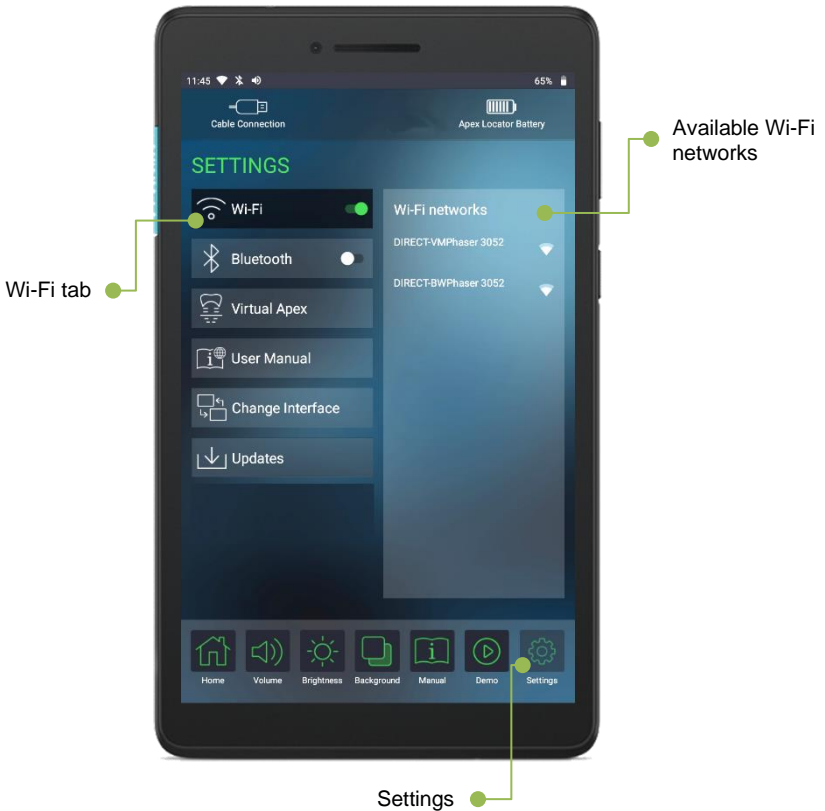 11:45
65%
Cable Connection
Apex Locator Battery
Available Wi-Fi
networks
SETTINGS
Wi-Fi
Wi-Fi networks
DIRECT-VMPhaser 3052
Bluetooth
DIRECT-BWPhaser 3052
Wi-Fi tab
Virtual Apex
i User Manual
Change Interface
Updates
i
Home
Volume
Brightness
Background
Manual
Demo
Settings
Settings